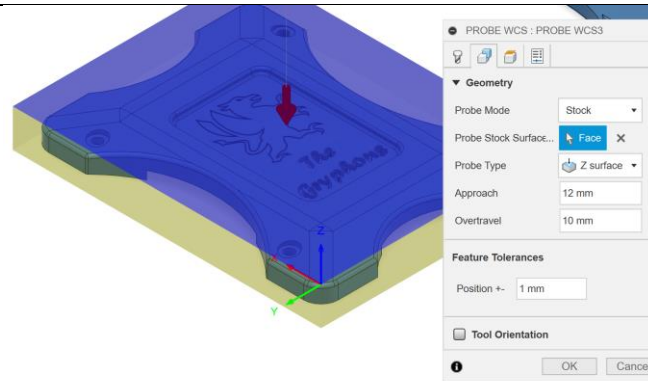 PROBE WCS : PROBE WCS3
Geometry
Probe Mode Stock
Probe Stock Surface... Face
Probe Type Z surface
Approach 12 mm
Overtravel 10 mm
Feature Tolerances
Position +- 1 mm
Tool Orientation
OK Cance
The
Gryphons
Z
X
Y